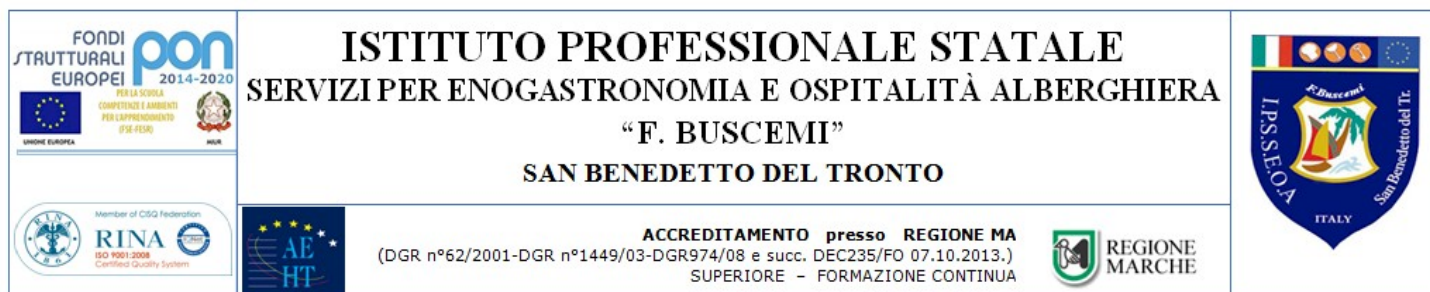 FONDI
STRUTTURALI
EUROPEI
pon
2014-2020
PER LA SCUOLA
COMPETENZE E AMBIENTI
PER L'APPRENDIMENTO
(FSE-FESR)
UNIONE EUROPEA
MIUR
ISTITUTO PROFESSIONALE STATALE
SERVIZI PER ENOGASTRONOMIA E OSPITALITÀ ALBERGHIERA
“F. BUSCEMI”
SAN BENEDETTO DEL TRONTO
F. Buscemi
I.P.S.S.E.O.A
San Benedetto del Tr.
ITALY
Member of CISQ Federation
RINA
ISO 9001:2008
Certified Quality System
RINA
1861
AE
HT
ACCREDITAMENTO presso REGIONE MA
(DGR n°62/2001-DGR n°1449/03-DGR974/08 e succ. DEC235/FO 07.10.2013.)
SUPERIORE – FORMAZIONE CONTINUA
REGIONE
MARCHE